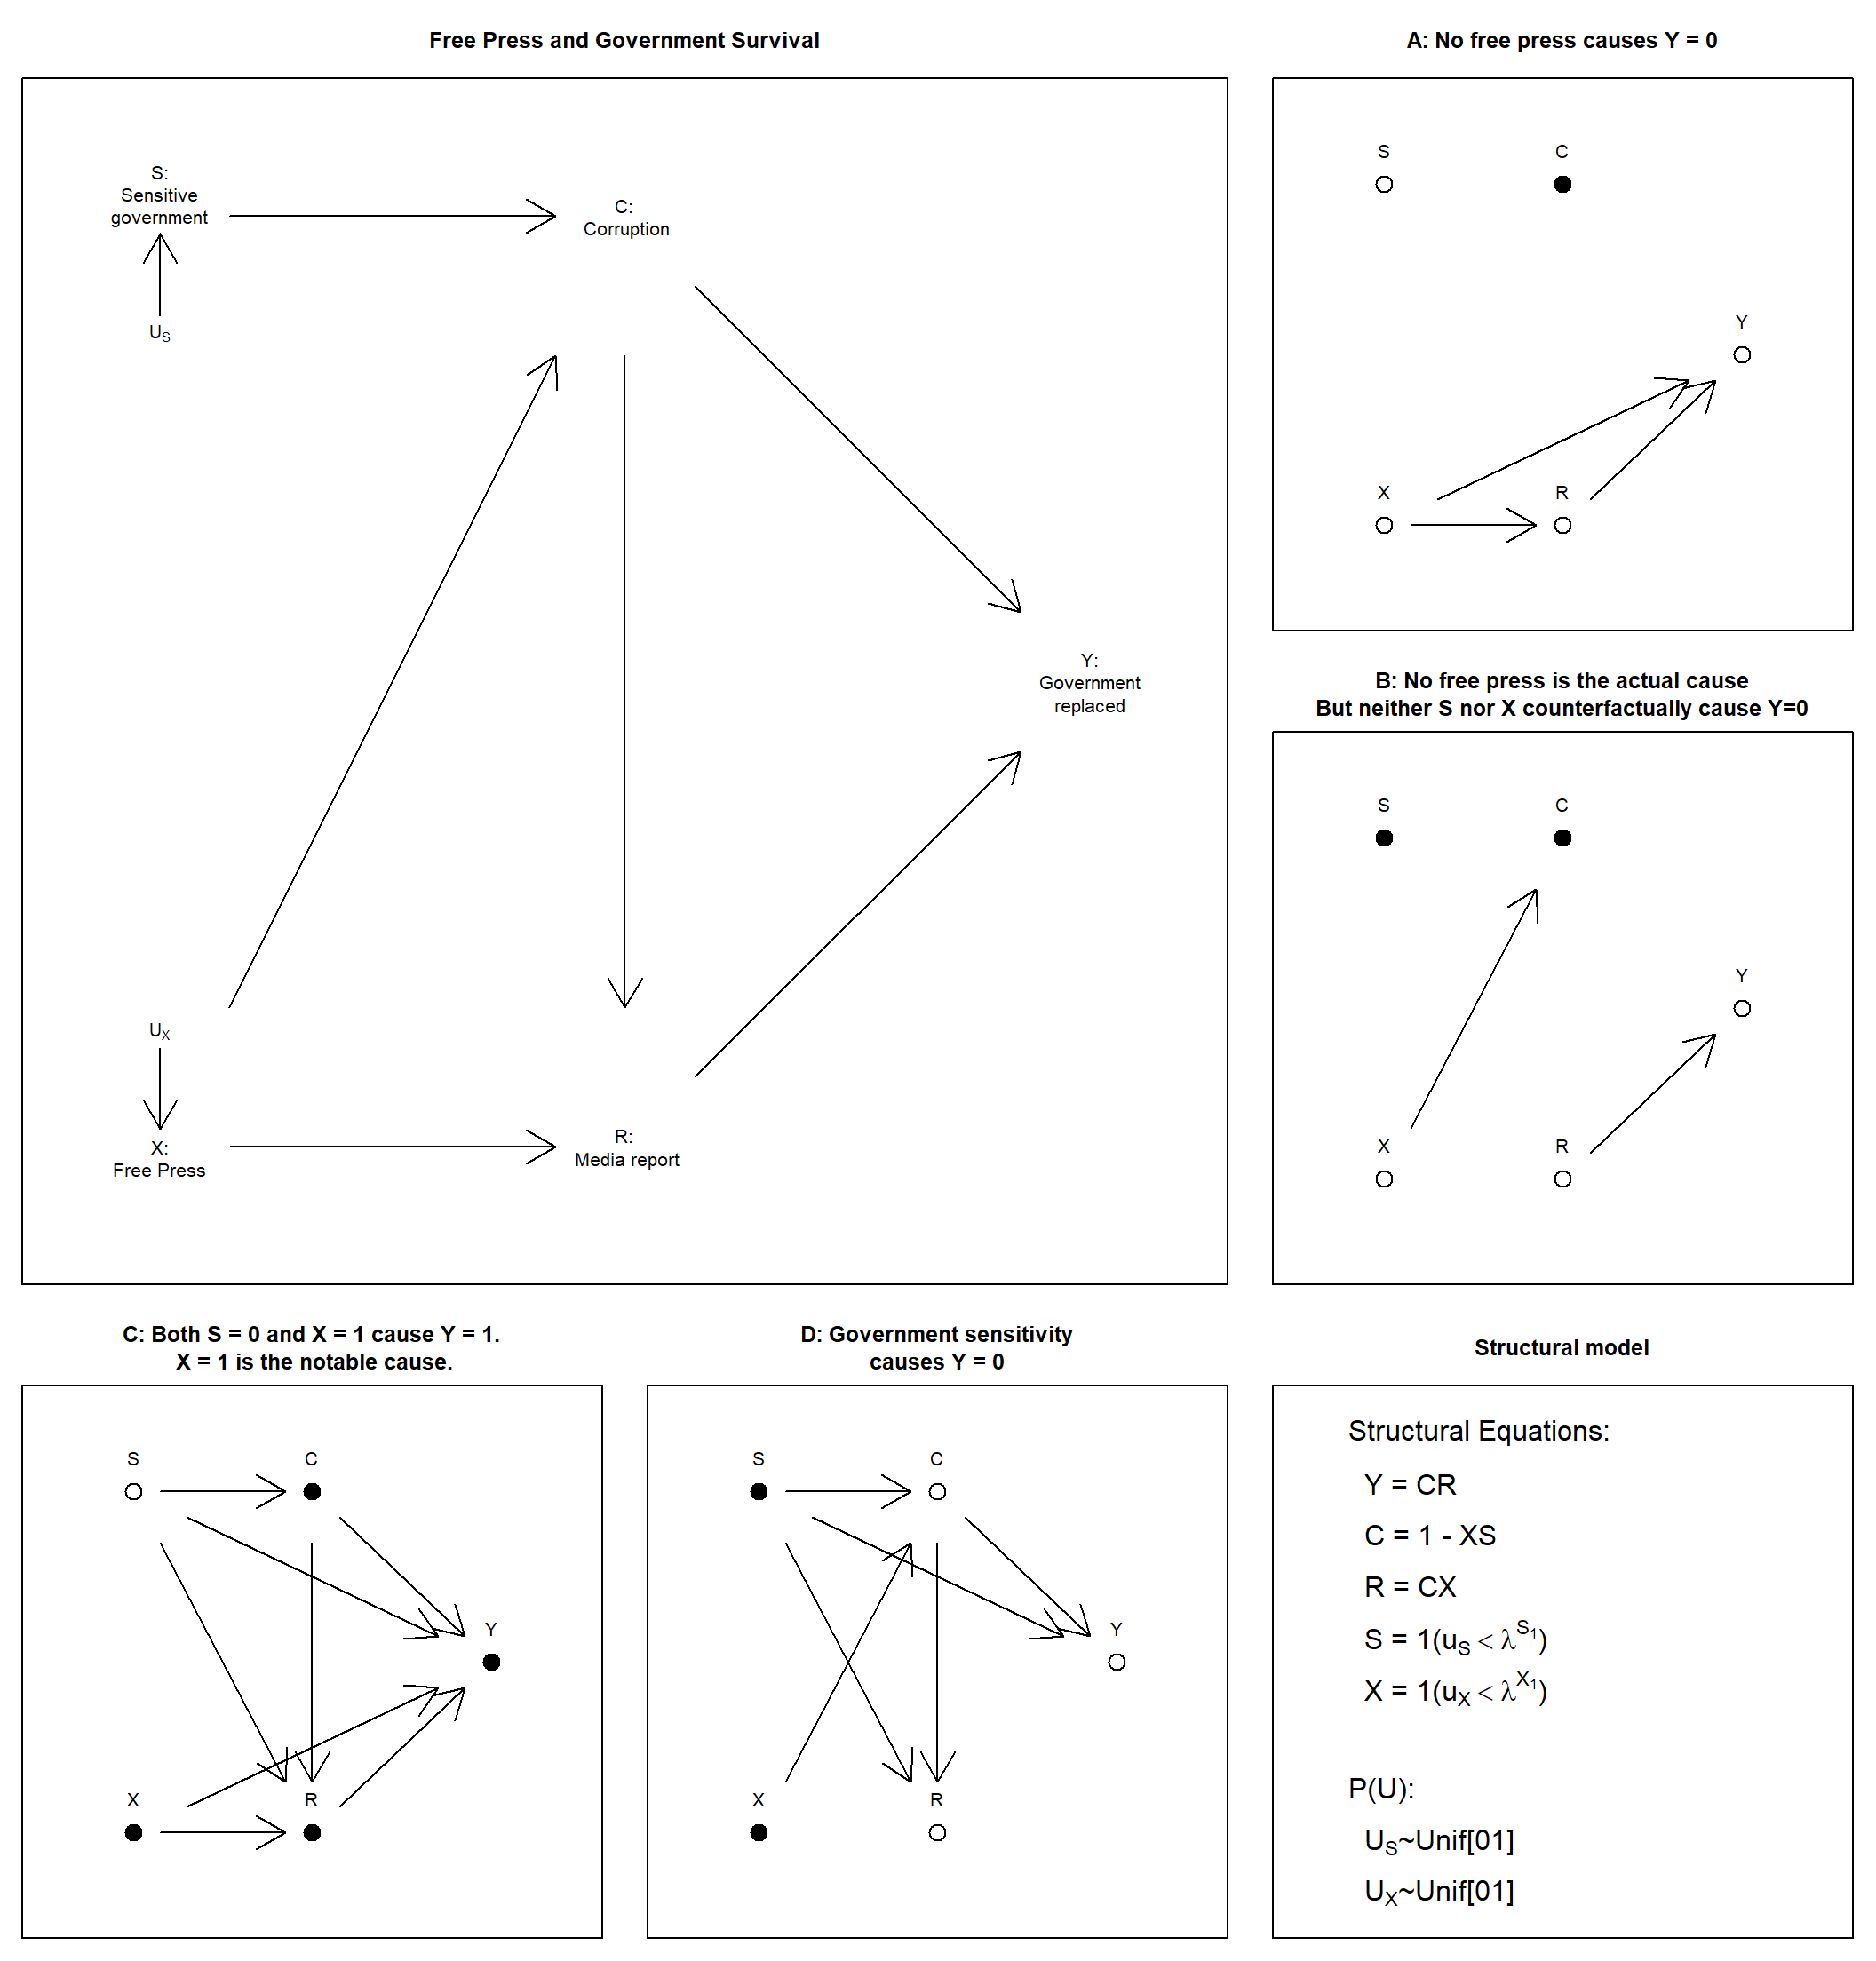 Free Press and Government Survival
S:
Sensitive
government
U_S
C:
Corruption
Y:
Government
replaced
U_X
X:
Free Press
R:
Media report
A: No free press causes Y = 0
S
C
Y
X
R
B: No free press is the actual cause
But neither S nor X counterfactually cause Y=0
S
C
Y
X
R
C: Both S = 0 and X = 1 cause Y = 1.
X = 1 is the notable cause.
S
C
Y
X
R
D: Government sensitivity
causes Y = 0
S
C
Y
X
R
Structural model
Structural Equations:
Y = CR
C = 1 - XS
R = CX
S = 1(u_S < λ^S_1)
X = 1(u_X < λ^X_1)
P(U):
U_S~Unif[01]
U_X~Unif[01]